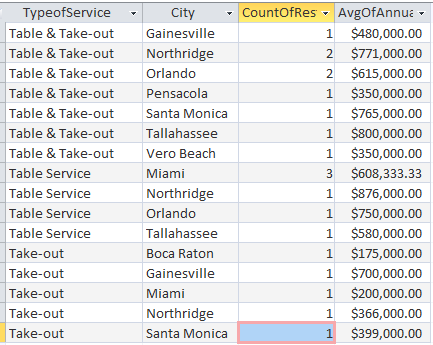 TypeofService City CountOfRes AvgOfAnnua
Table & Take-out Gainesville 1 $480,000.00
Table & Take-out Northridge 2 $771,000.00
Table & Take-out Orlando 2 $615,000.00
Table & Take-out Pensacola 1 $350,000.00
Table & Take-out Santa Monica 1 $765,000.00
Table & Take-out Tallahassee 1 $800,000.00
Table & Take-out Vero Beach 1 $350,000.00
Table Service Miami 3 $608,333.33
Table Service Northridge 1 $876,000.00
Table Service Orlando 1 $750,000.00
Table Service Tallahassee 1 $580,000.00
Take-out Boca Raton 1 $175,000.00
Take-out Gainesville 1 $700,000.00
Take-out Miami 1 $200,000.00
Take-out Northridge 1 $366,000.00
Take-out Santa Monica 1 $399,000.00